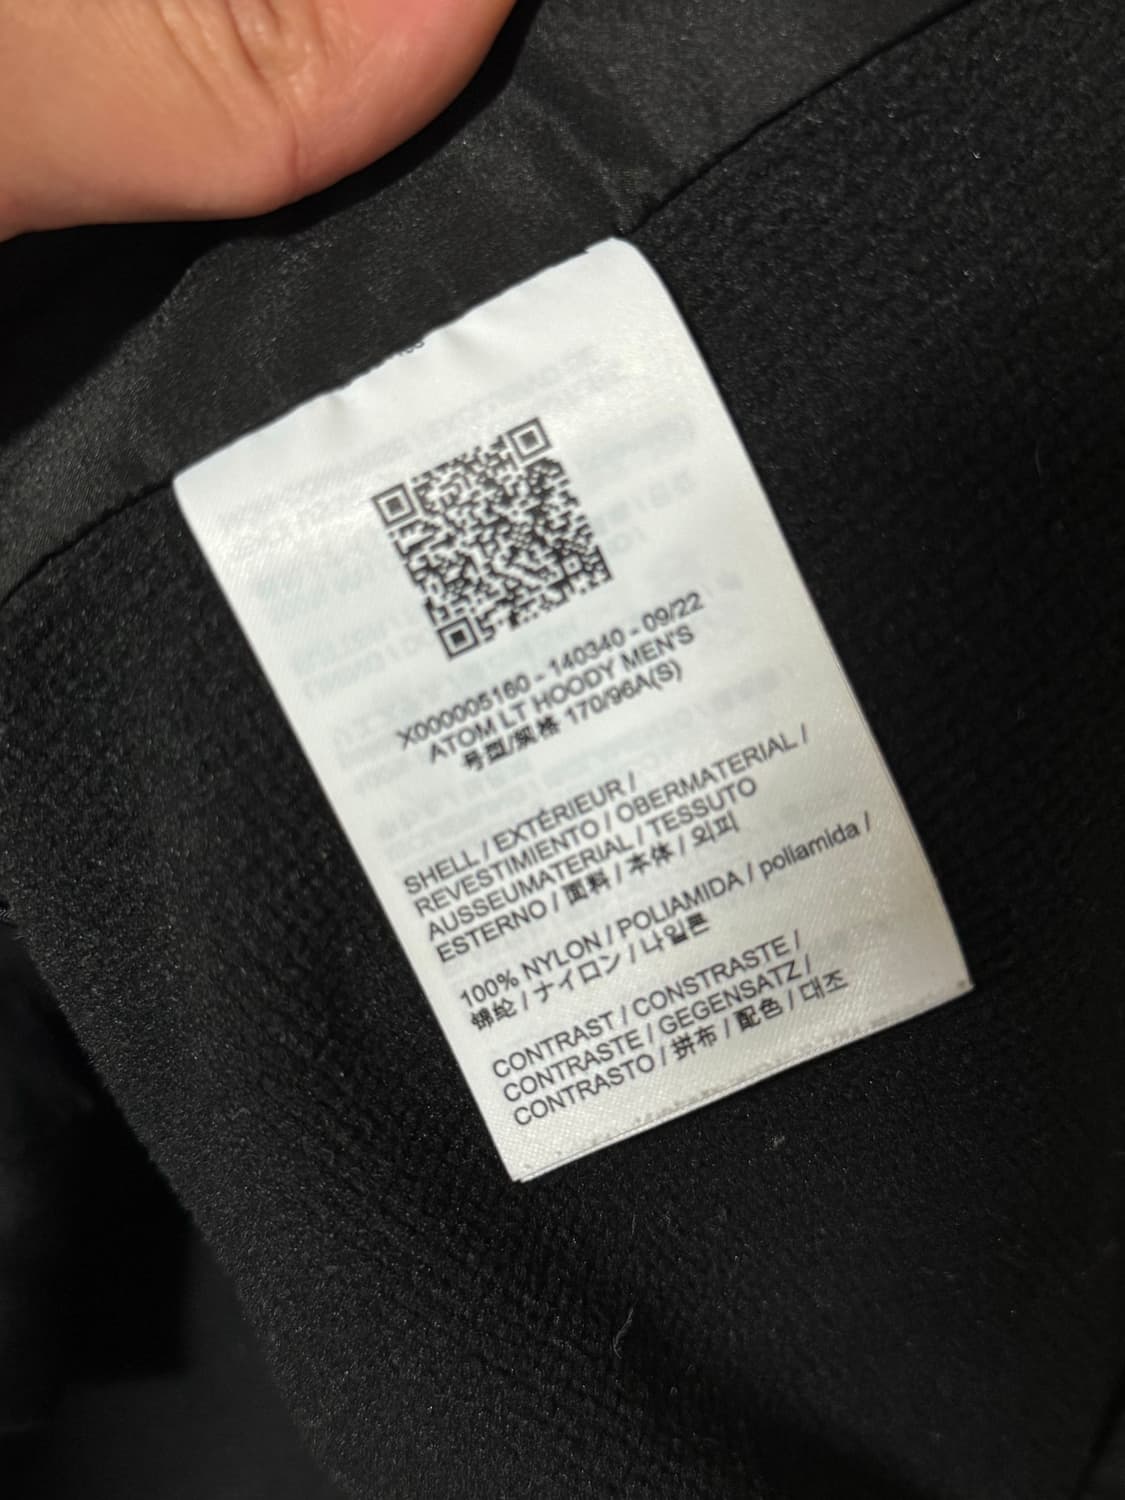 X000005160 - 140340 - 09/22
ATOM LT HOODY MEN'S
号型/规格 170/96A(S)
SHELL / EXTÉRIEUR /
REVESTIMIENTO / OBERMATERIAL /
AUSSEUMATERIAL / TESSUTO
ESTERNO / 面料 / 本体 / 외피
100% NYLON / POLIAMIDA / poliamida /
锦纶 / ナイロン / 나일론
CONTRAST / CONSTRASTE /
CONTRASTE / GEGENSATZ /
CONTRASTO / 拼布 / 配色 / 대조